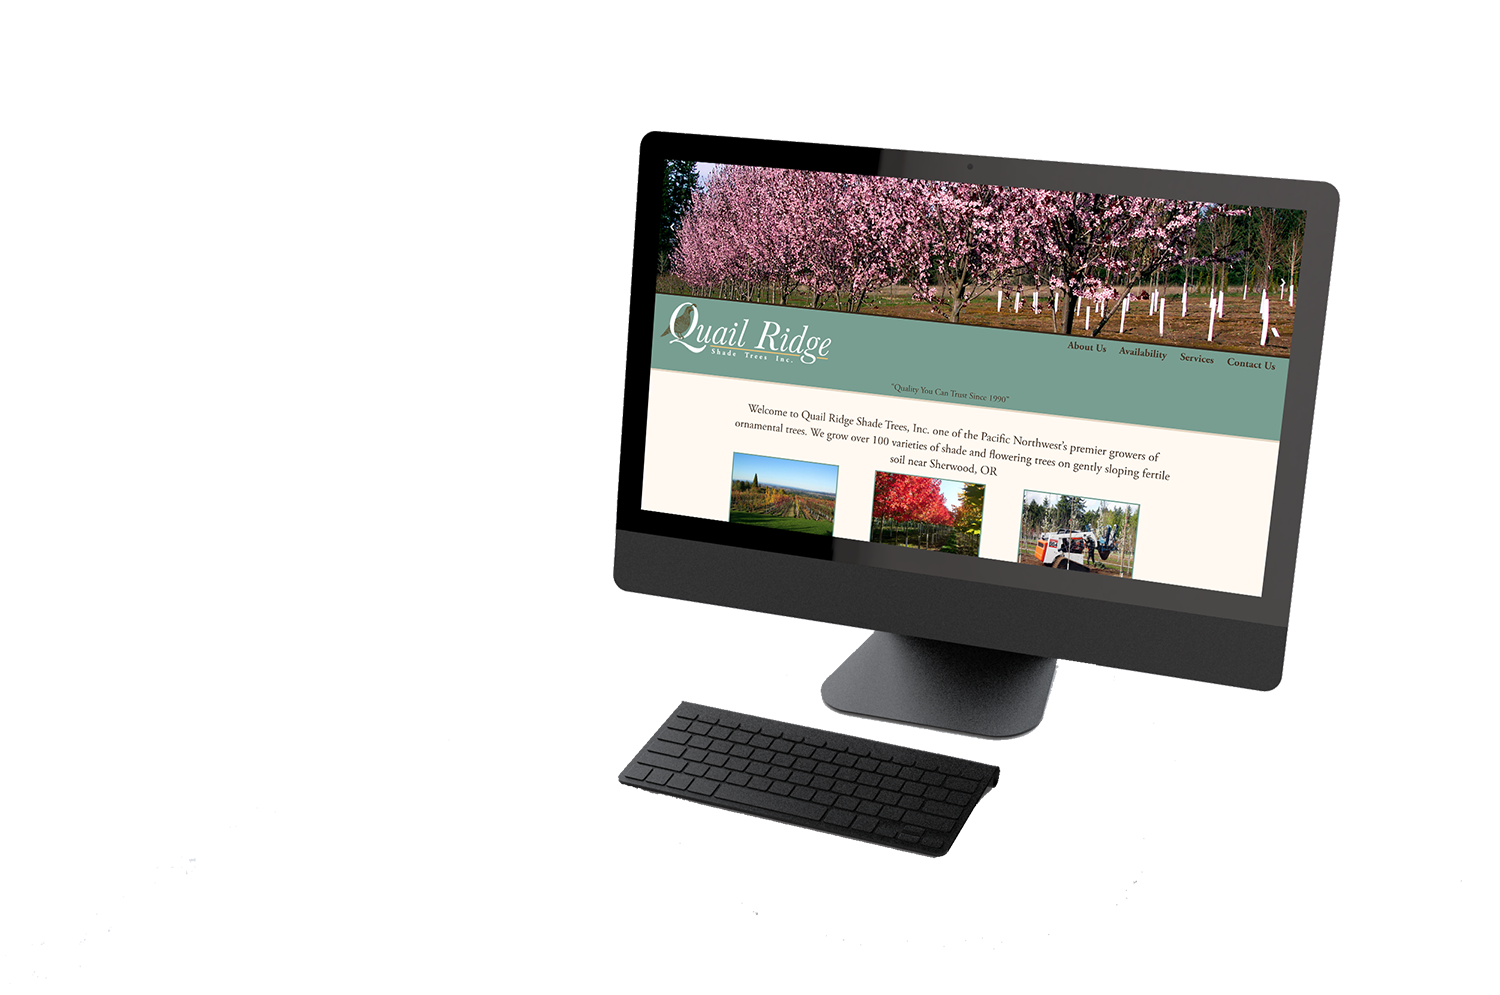 Quail Ridge
Shade Trees Inc.
About Us Availability Services Contact Us
"Quality You Can Trust Since 1990"
Welcome to Quail Ridge Shade Trees, Inc. one of the Pacific Northwest's premier growers of
ornamental trees. We grow over 100 varieties of shade and flowering trees on gently sloping fertile
soil near Sherwood, OR